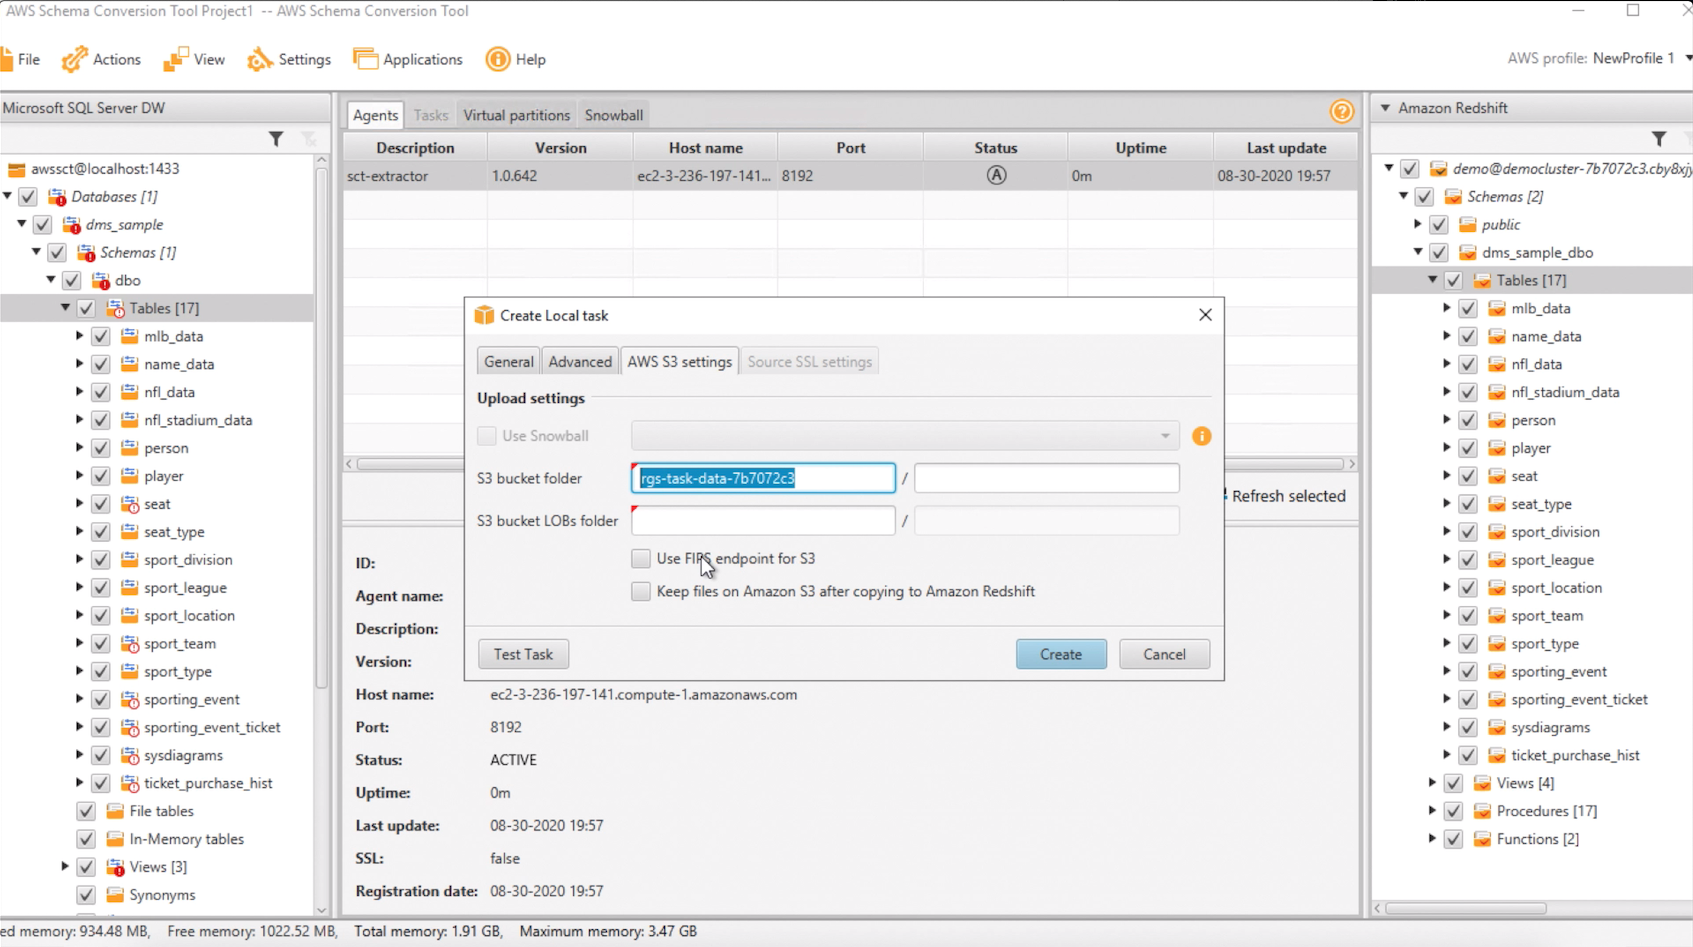 AWS Schema Conversion Tool Project1 -- AWS Schema Conversion Tool
File Actions View Settings Applications Help
AWS profile: NewProfile 1
Microsoft SQL Server DW
awssct@localhost:1433
Databases [1]
dms_sample
Schemas [1]
dbo
Tables [17]
mlb_data
name_data
nfl_data
nfl_stadium_data
person
player
seat
seat_type
sport_division
sport_league
sport_location
sport_team
sport_type
sporting_event
sporting_event_ticket
sysdiagrams
ticket_purchase_hist
File tables
In-Memory tables
Views [3]
Synonyms
Agents Tasks Virtual partitions Snowball
Description Version Host name Port Status Uptime Last update
sct-extractor 1.0.642 ec2-3-236-197-141... 8192 A 0m 08-30-2020 19:57
Refresh selected
Create Local task
General Advanced AWS S3 settings Source SSL settings
Upload settings
Use Snowball
S3 bucket folder rgs-task-data-7b7072c3 /
S3 bucket LOBs folder /
Use FIPS endpoint for S3
Keep files on Amazon S3 after copying to Amazon Redshift
Test Task Create Cancel
ID:
Agent name:
Description:
Version:
Host name: ec2-3-236-197-141.compute-1.amazonaws.com
Port: 8192
Status: ACTIVE
Uptime: 0m
Last update: 08-30-2020 19:57
SSL: false
Registration date: 08-30-2020 19:57
Amazon Redshift
demo@democluster-7b7072c3.cby8xjy
Schemas [2]
public
dms_sample_dbo
Tables [17]
mlb_data
name_data
nfl_data
nfl_stadium_data
person
player
seat
seat_type
sport_division
sport_league
sport_location
sport_team
sport_type
sporting_event
sporting_event_ticket
sysdiagrams
ticket_purchase_hist
Views [4]
Procedures [17]
Functions [2]
ed memory: 934.48 MB, Free memory: 1022.52 MB, Total memory: 1.91 GB, Maximum memory: 3.47 GB